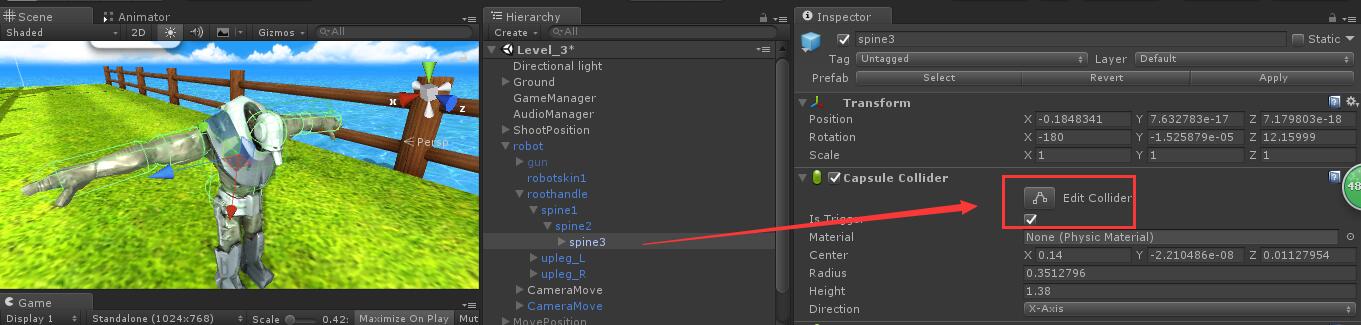 Scene
Animator
Shaded
2D
Gizmos
All
X
Z
Persp
Game
Display 1
Standalone (1024x768)
Scale
0.42:
Maximize On Play
Mut
Hierarchy
Create
All
Level_3*
Directional light
Ground
GameManager
AudioManager
ShootPosition
robot
gun
robotskin1
roothandle
spine1
spine2
spine3
upleg_L
upleg_R
CameraMove
CameraMove
MovePosition
Inspector
spine3
Static
Tag Untagged Layer Default
Prefab Select Revert Apply
Transform
Position X -0.1848341 Y 7.632783e-17 Z 7.179803e-18
Rotation X -180 Y -1.525879e-05 Z 12.15999
Scale X 1 Y 1 Z 1
Capsule Collider
Edit Collider
Is Trigger
Material None (Physic Material)
Center X 0.14 Y -2.210486e-08 Z 0.01127954
Radius 0.3512796
Height 1.38
Direction X-Axis
48